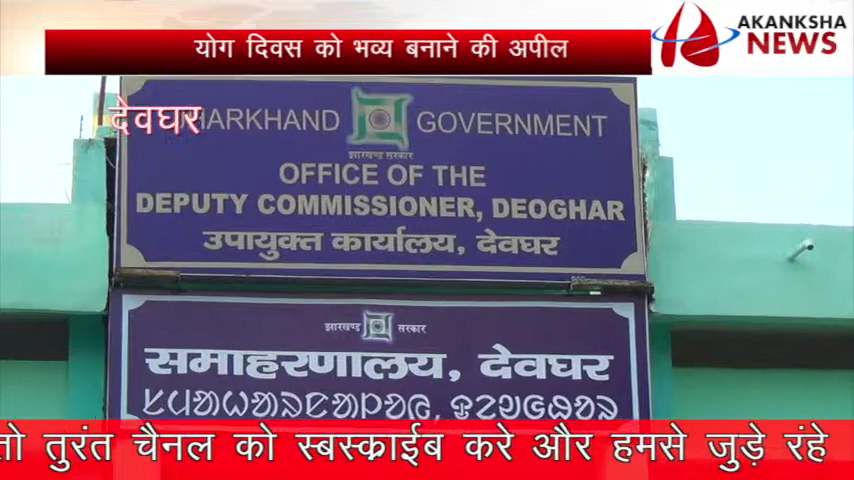 योग दिवस को भव्य बनाने की अपील
AKANKSHA
NEWS
देवघर
JHARKHAND GOVERNMENT
झारखण्ड सरकार
OFFICE OF THE
DEPUTY COMMISSIONER, DEOGHAR
उपायुक्त कार्यालय, देवघर
झारखण्ड सरकार
समाहरणालय, देवघर
तो तुरंत चैनल को स्बस्क्राईब करे और हमसे जुड़े रंहे